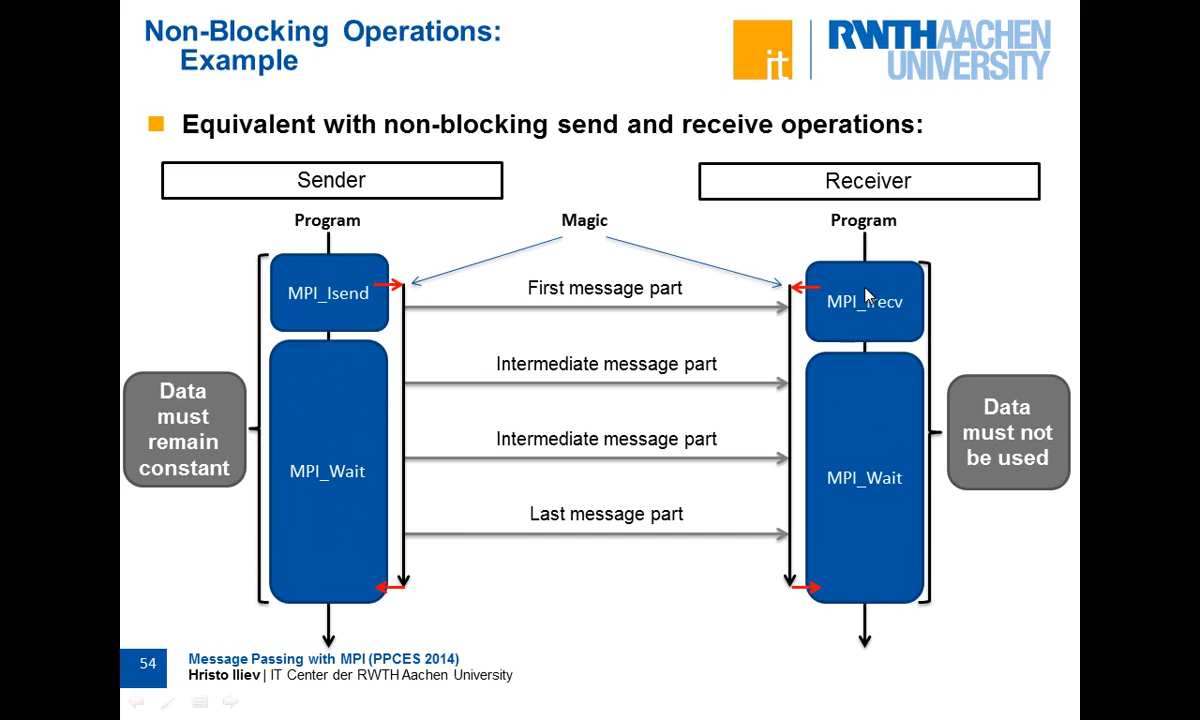 Non-Blocking Operations:
Example
it
RWTHAACHEN
UNIVERSITY
Equivalent with non-blocking send and receive operations:
Sender
Receiver
Program
Magic
Program
MPI_Isend
First message part
MPI_Irecv
Intermediate message part
Data
must
remain
constant
Data
must not
be used
Intermediate message part
MPI_Wait
MPI_Wait
Last message part
54
Message Passing with MPI (PPCES 2014)
Hristo Iliev | IT Center der RWTH Aachen University